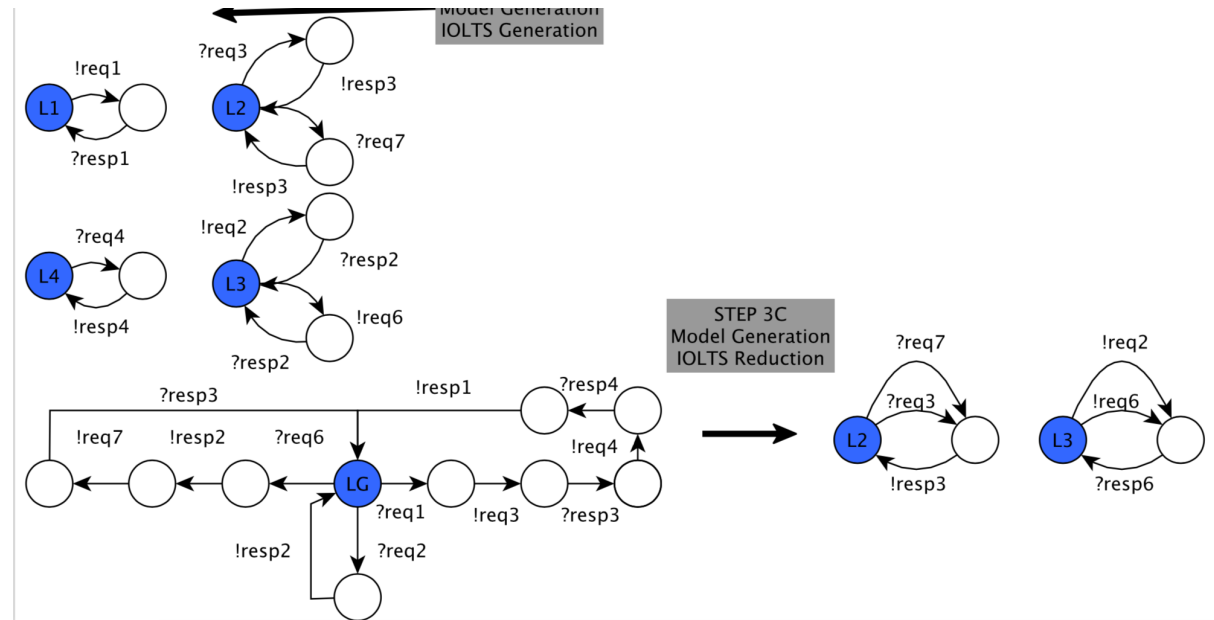 Model Generation
IOLTS Generation
?req3
!req1
!resp3
L1
L2
?req7
?resp1
!resp3
!req2
?req4
?resp2
L4
L3
!req6
!resp4
?resp2
STEP 3C
Model Generation
IOLTS Reduction
?req7
!req2
?resp3
!resp1
?resp4
?req3
!req6
!req7
!resp2
?req6
!req4
L2
L3
LG
?req1
!req3
?resp3
!resp3
?resp6
!resp2
?req2